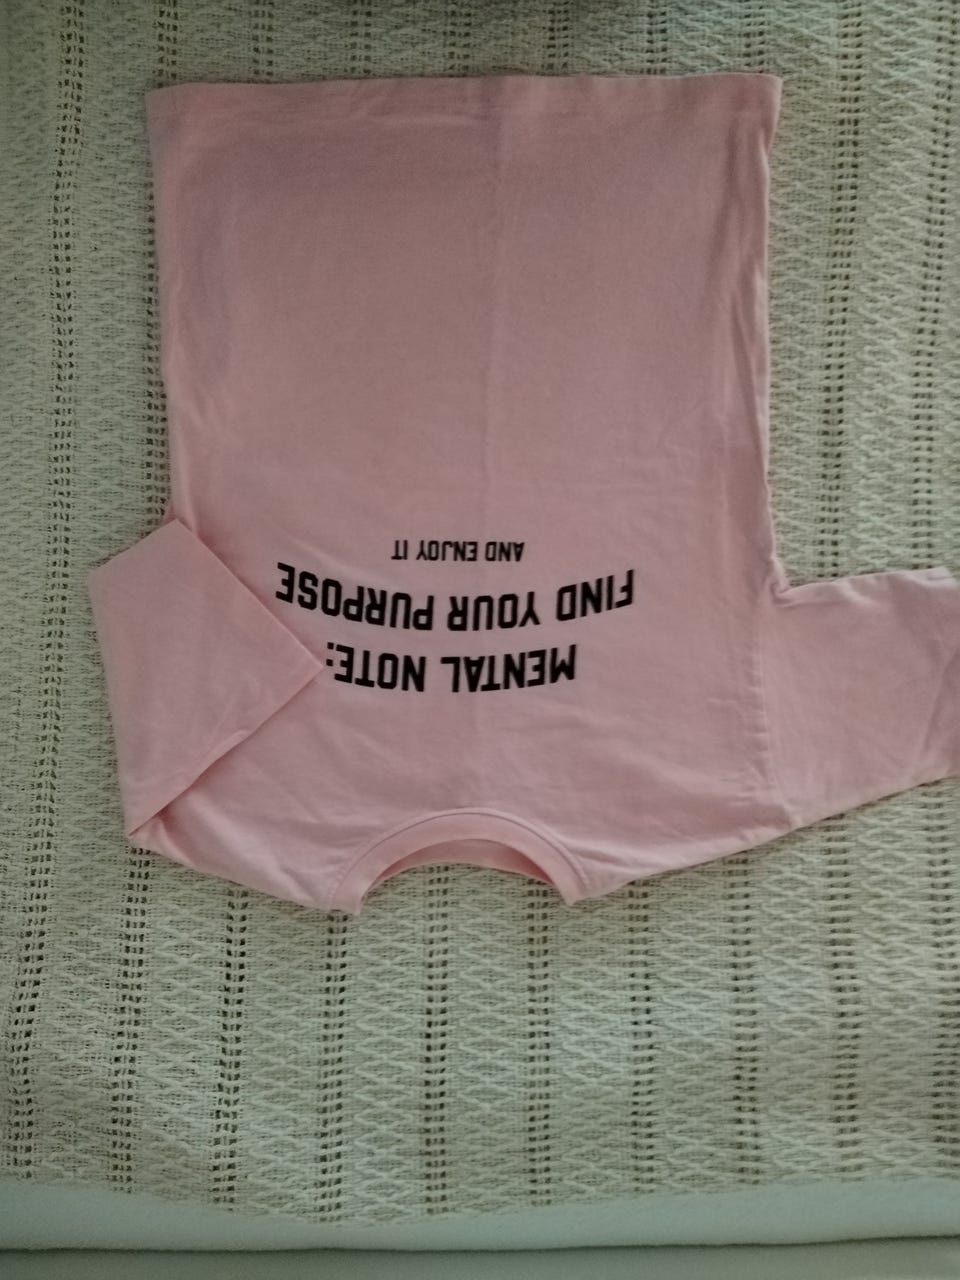 MENTAL NOTE:
FIND YOUR PURPOSE
AND ENJOY IT